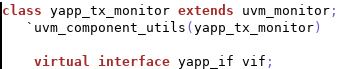 class yapp_tx_monitor extends uvm_monitor;
`uvm_component_utils(yapp_tx_monitor)
virtual interface yapp_if vif;